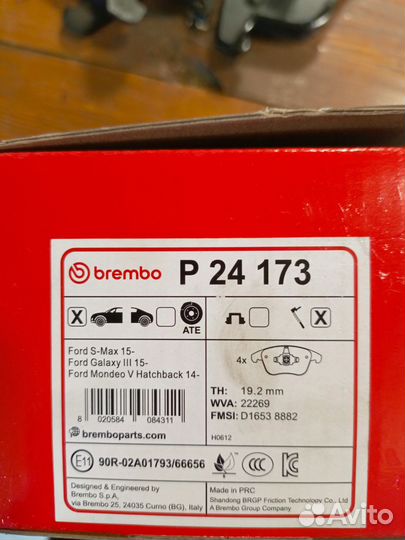 brembo P 24 173
X
ATE
X
Ford S-Max 15-
Ford Galaxy III 15-
Ford Mondeo V Hatchback 14-
4x
TH: 19.2 mm
WVA: 22269
FMSI: D1653 8882
8 020584 084311
bremboparts.com
H0612
E11 90R-02A01793/66656
CCC
Designed & Engineered by
Brembo S.p.A,
via Brembo 25, 24035 Curno (BG), Italy
Made in PRC
Shandong BRGP Friction Technology Co., Ltd
A Brembo Group Company
Avito